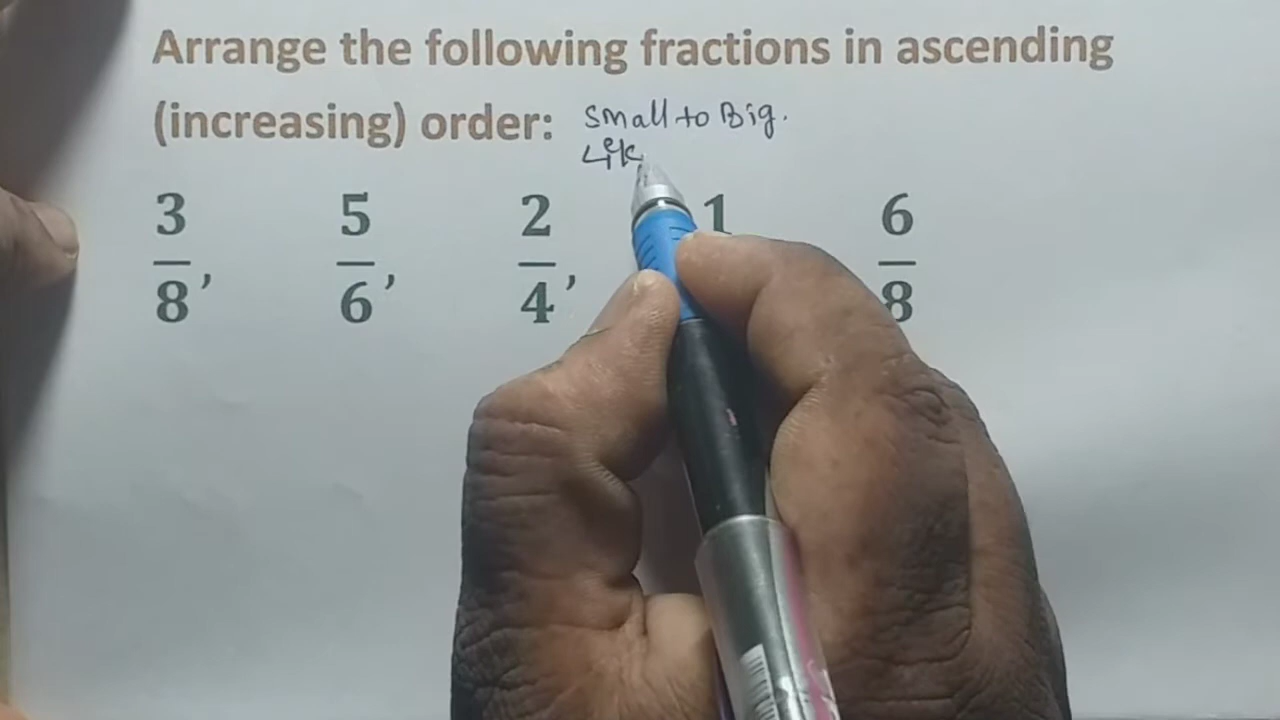 Arrange the following fractions in ascending
(increasing) order: small to Big.
3/8, 5/6, 2/4, 1 6/8